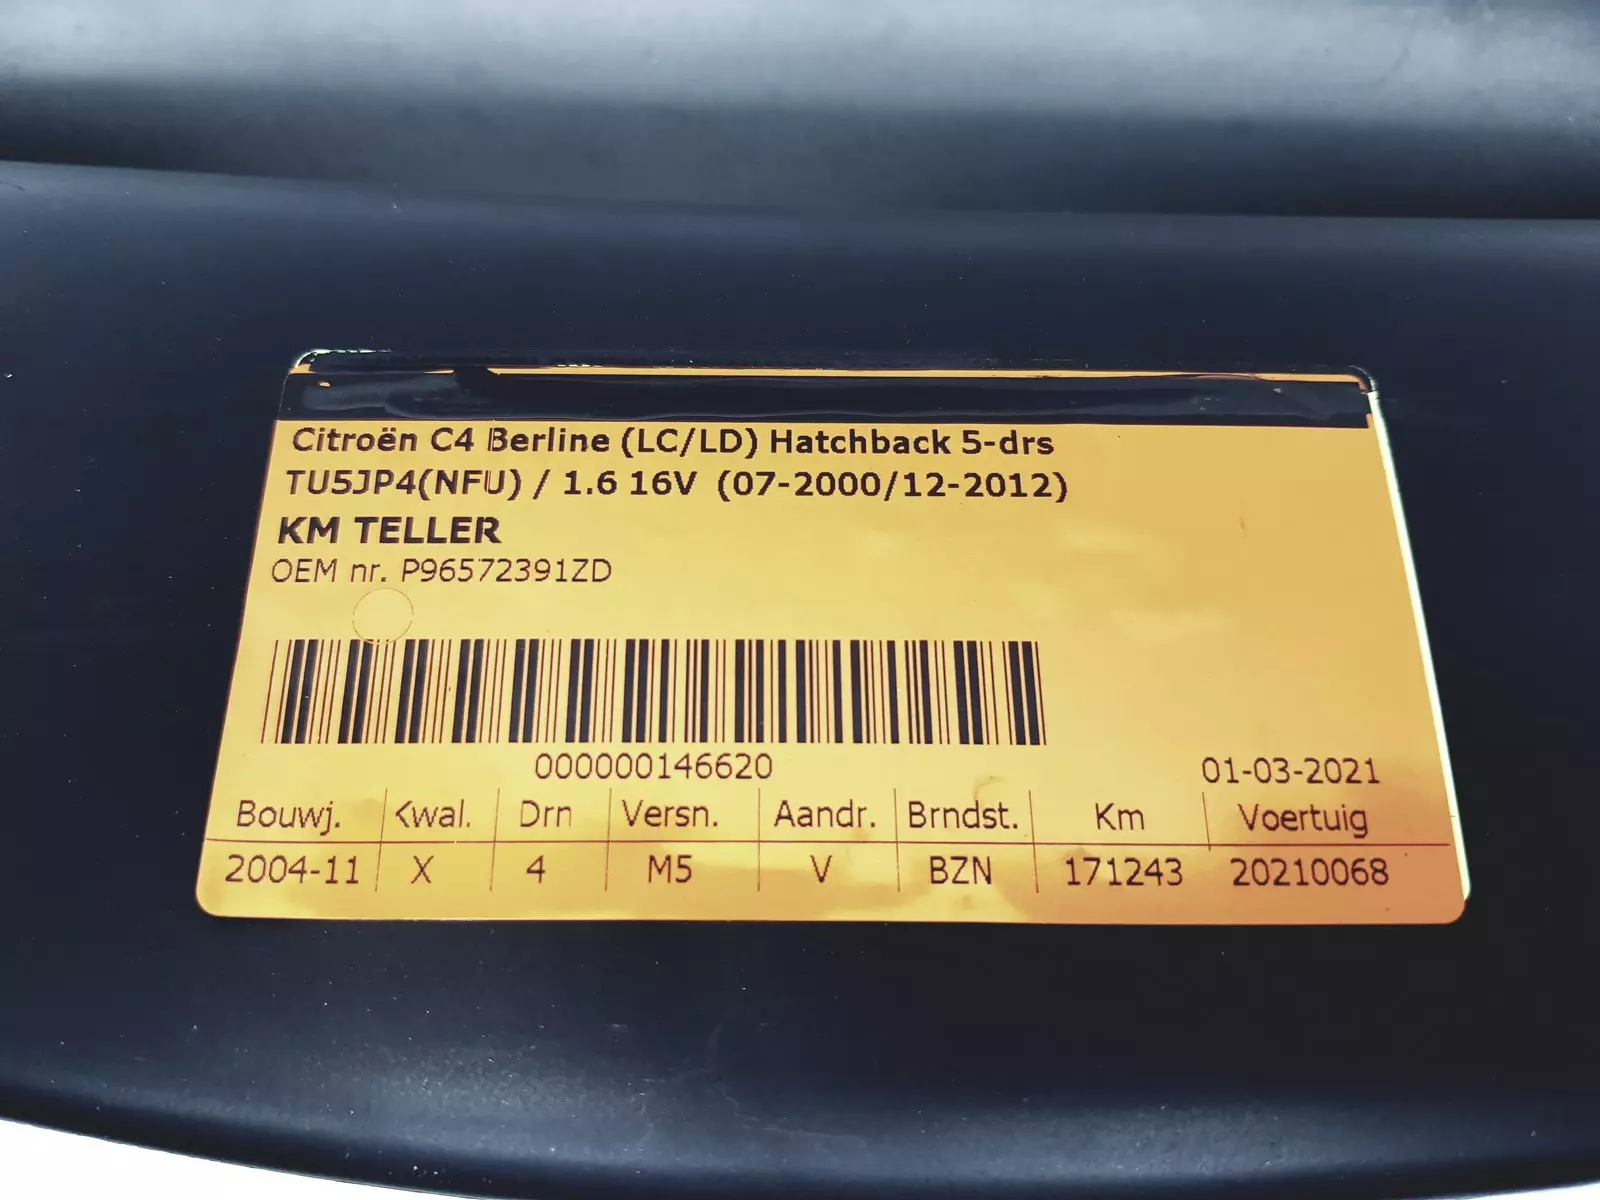 Citroën C4 Berline (LC/LD) Hatchback 5-drs
TU5JP4(NFU) / 1.6 16V (07-2000/12-2012)
KM TELLER
OEM nr. P96572391ZD
000000146620
01-03-2021
Bouwj. Kwal. Drn Versn. Aandr. Brndst. Km Voertuig
2004-11 X 4 M5 V BZN 171243 20210068